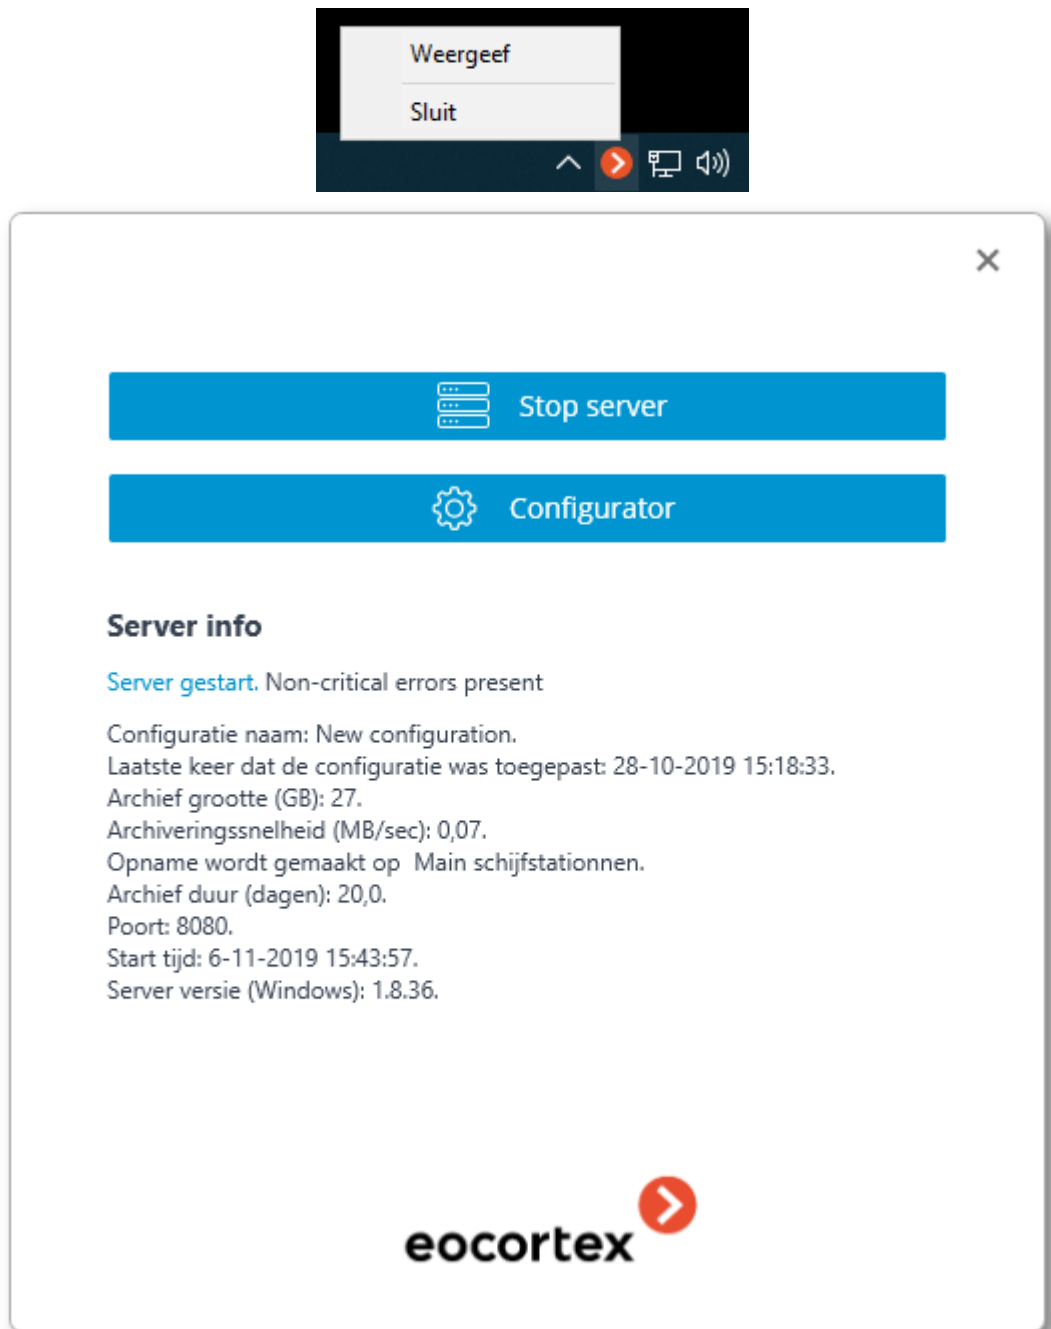 Weergeef
Sluit
Stop server
Configurator
Server info
Server gestart. Non-critical errors present
Configuratie naam: New configuration.
Laatste keer dat de configuratie was toegepast: 28-10-2019 15:18:33.
Archief grootte (GB): 27.
Archiveringssnelheid (MB/sec): 0,07.
Opname wordt gemaakt op  Main schijfstationnen.
Archief duur (dagen): 20,0.
Poort: 8080.
Start tijd: 6-11-2019 15:43:57.
Server versie (Windows): 1.8.36.
eocortex